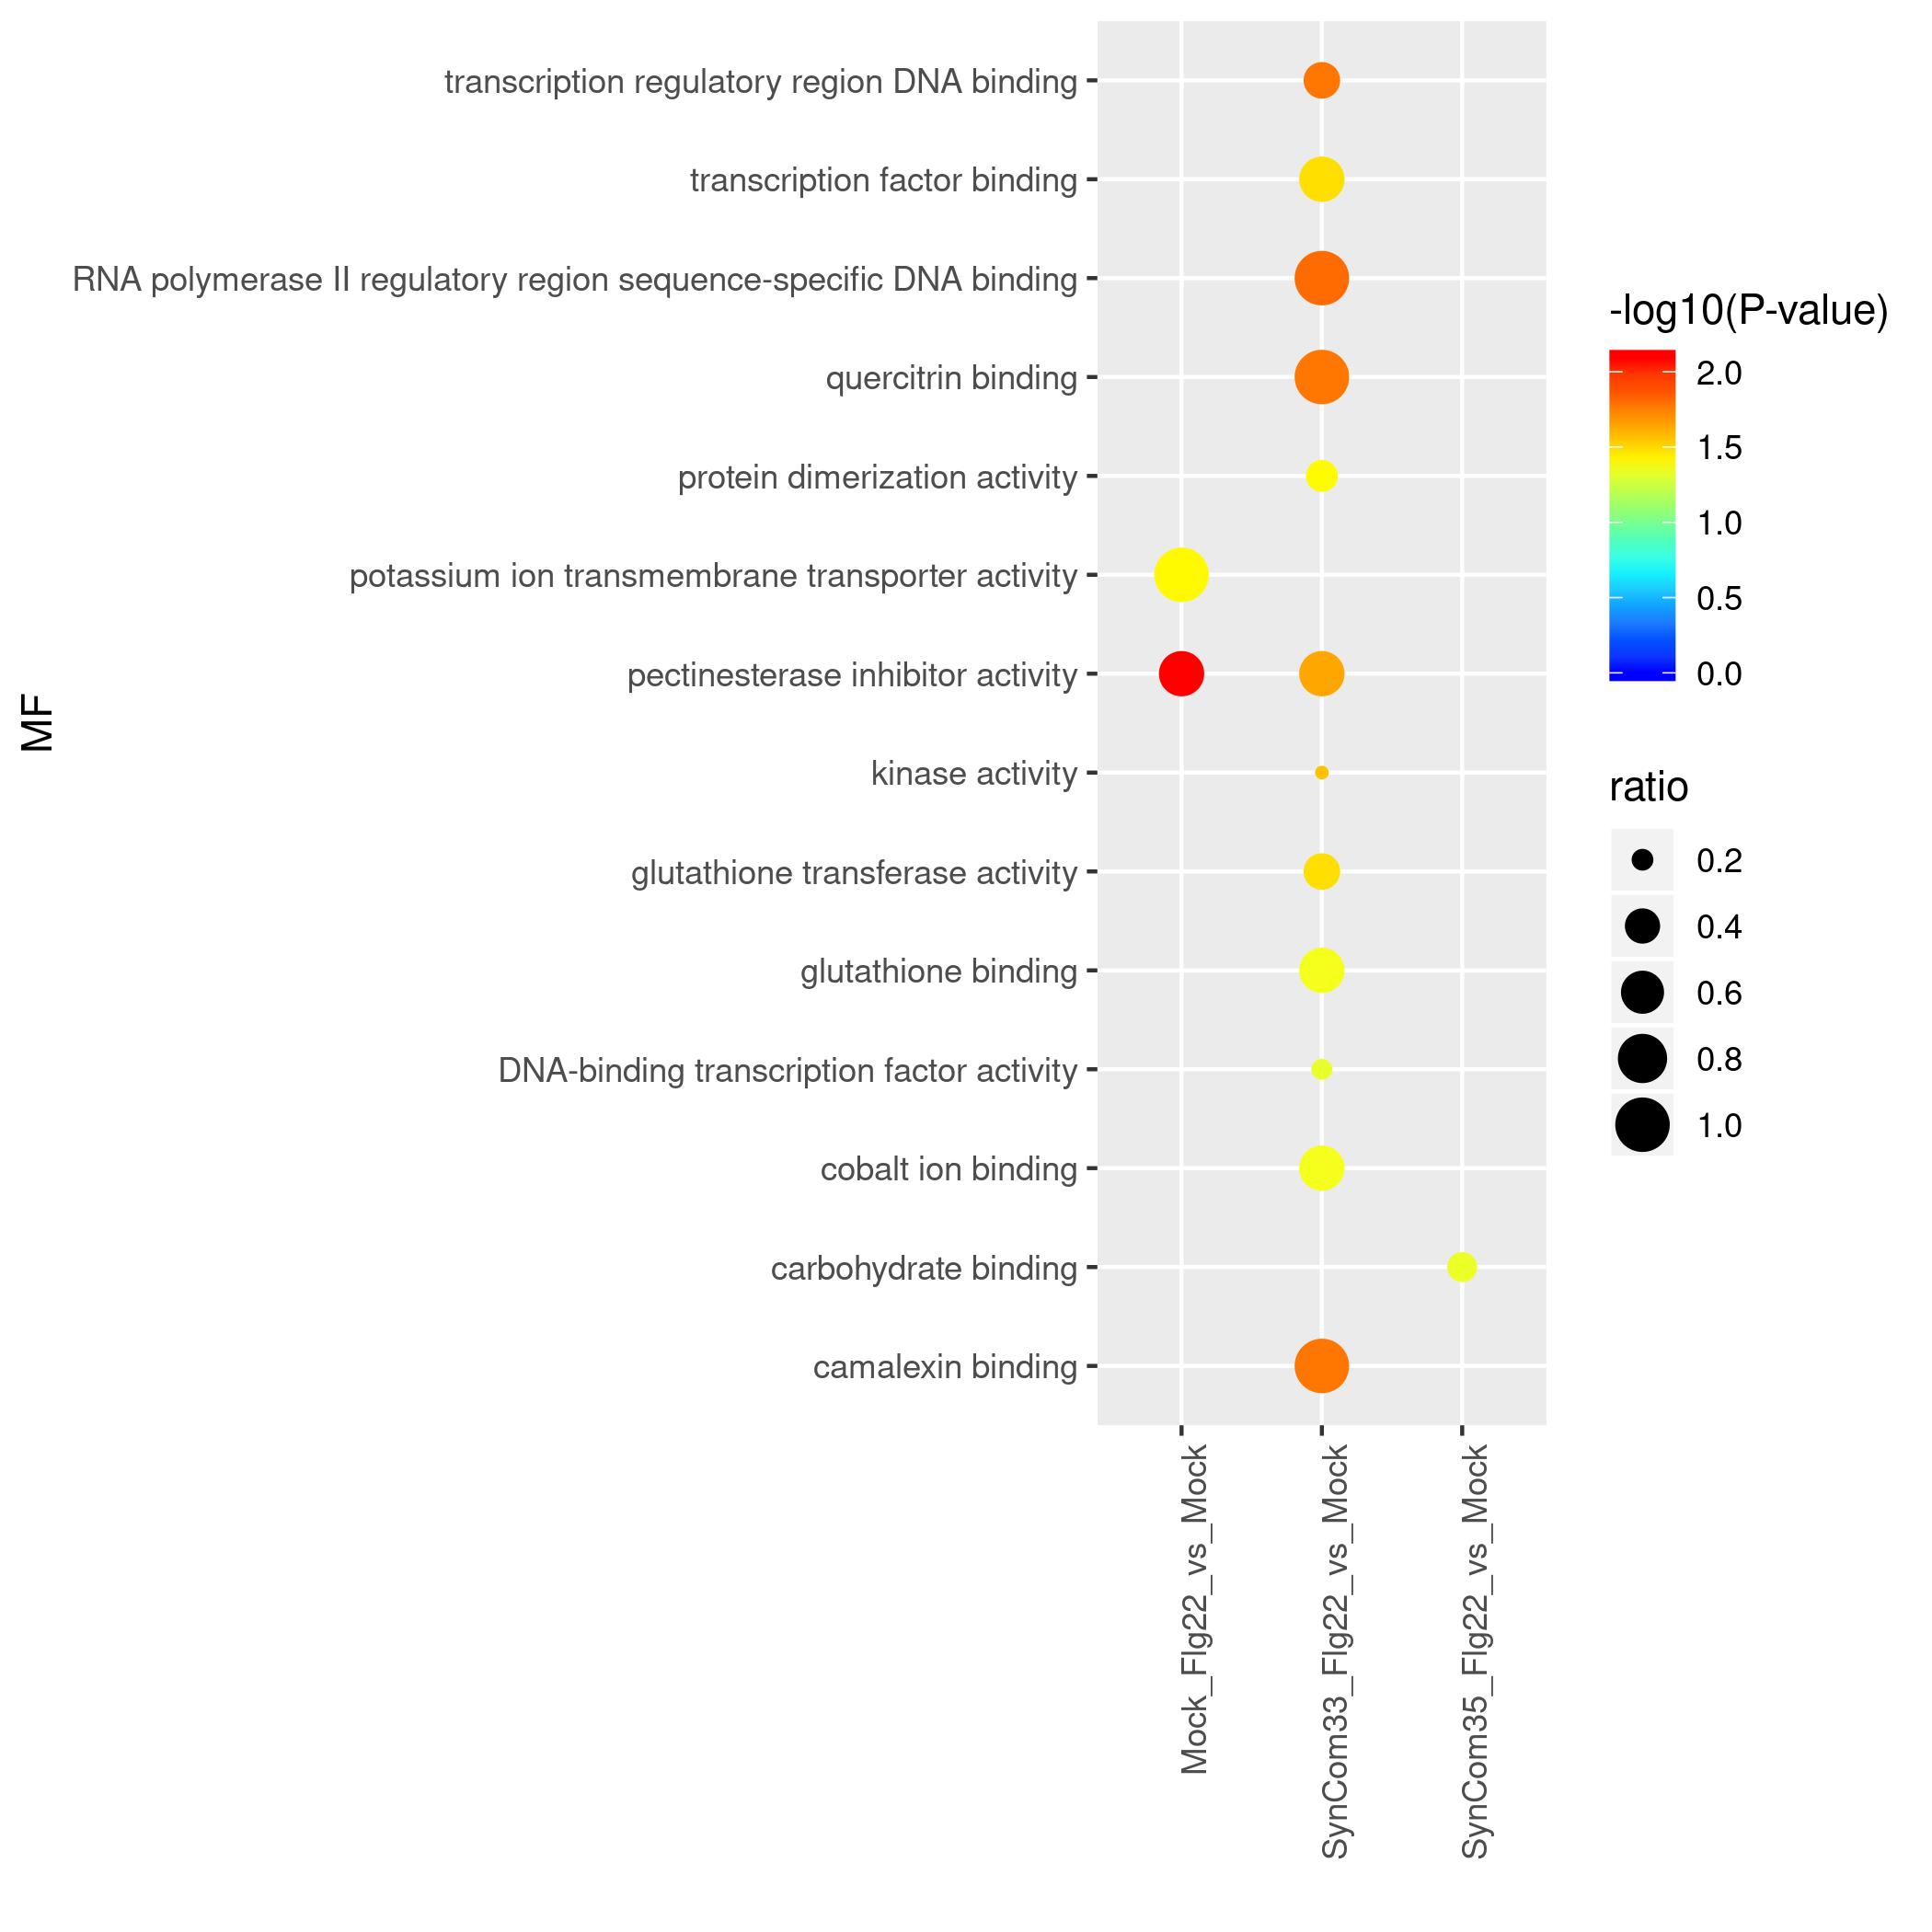 transcription regulatory region DNA binding
transcription factor binding
RNA polymerase II regulatory region sequence-specific DNA binding
quercitrin binding
protein dimerization activity
potassium ion transmembrane transporter activity
pectinesterase inhibitor activity
kinase activity
glutathione transferase activity
glutathione binding
DNA-binding transcription factor activity
cobalt ion binding
carbohydrate binding
camalexin binding
MF
Mock_Flg22_vs_Mock
SynCom33_Flg22_vs_Mock
SynCom35_Flg22_vs_Mock
-log10(P-value)
2.0
1.5
1.0
0.5
0.0
ratio
0.2
0.4
0.6
0.8
1.0